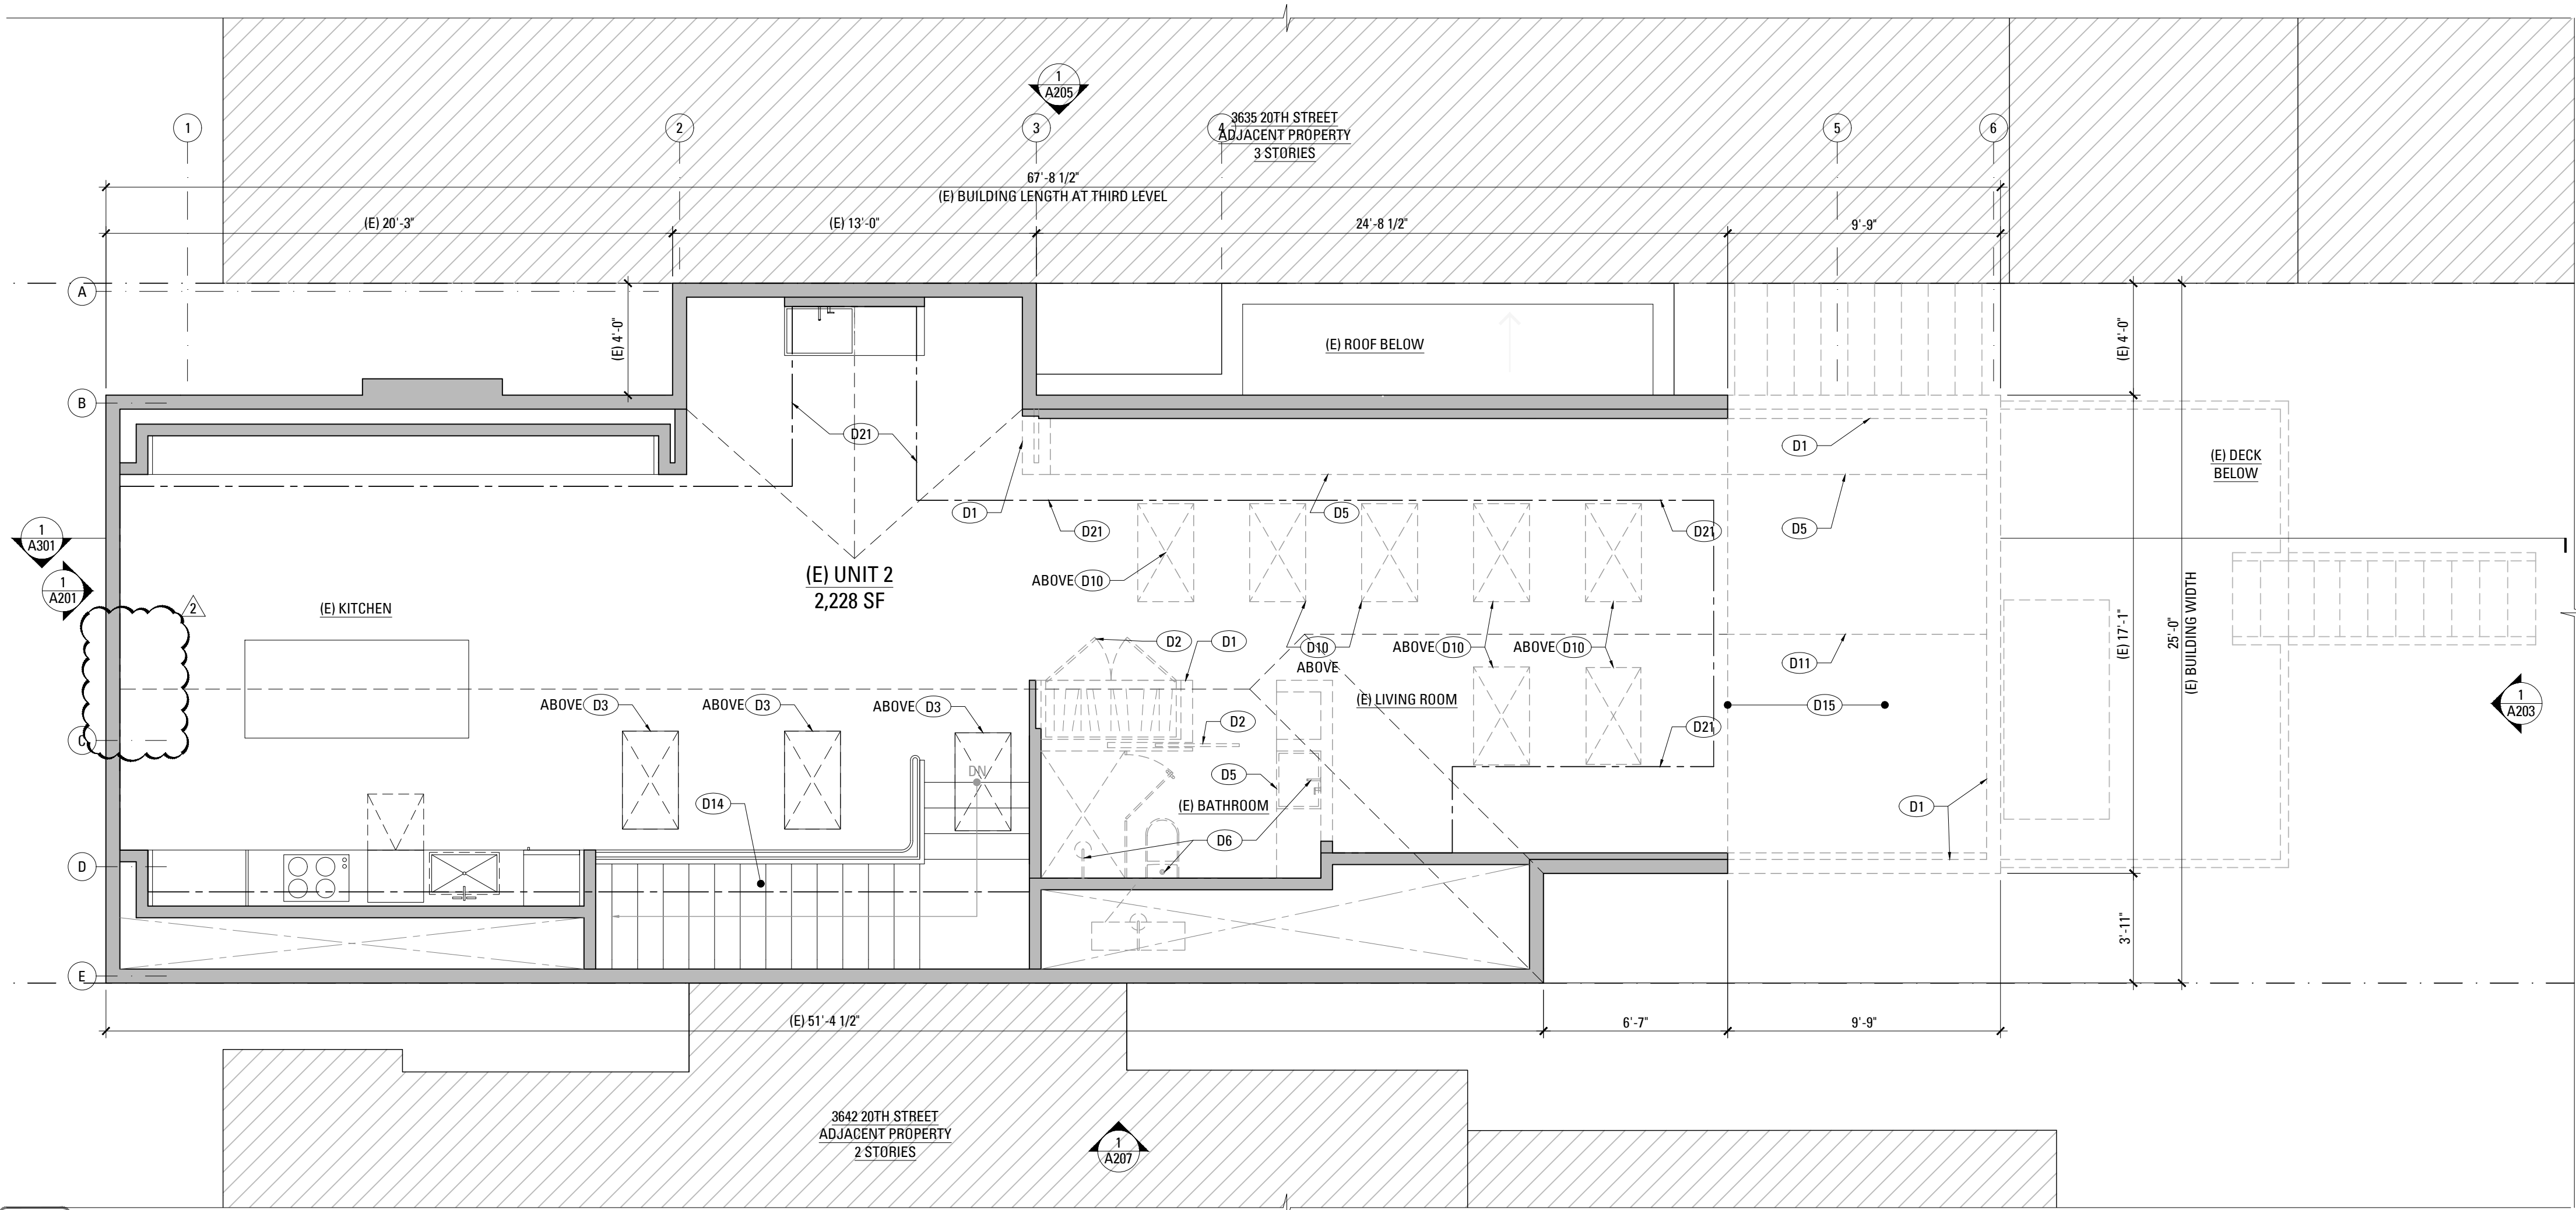 1
A205
3635 20TH STREET
ADJACENT PROPERTY
3 STORIES
1
2
3
4
5
6
67'-8 1/2"
(E) BUILDING LENGTH AT THIRD LEVEL
(E) 20'-3"
(E) 13'-0"
24'-8 1/2"
9'-9"
A
(E) 4'-0"
(E) ROOF BELOW
(E) 4'-0"
B
D21
D1
(E) DECK
BELOW
D1
D21
D5
D21
D5
1
A301
1
A201
(E) UNIT 2
2,228 SF
ABOVE D10
2
(E) KITCHEN
D2
D1
D10
ABOVE
ABOVE D10
ABOVE D10
D11
(E) 17'-1"
25'-0"
(E) BUILDING WIDTH
ABOVE D3
ABOVE D3
ABOVE D3
(E) LIVING ROOM
D15
1
A203
D2
D21
C
DN
D5
D14
(E) BATHROOM
D1
D6
D
3'-11"
E
(E) 51'-4 1/2"
6'-7"
9'-9"
3642 20TH STREET
ADJACENT PROPERTY
2 STORIES
1
A207